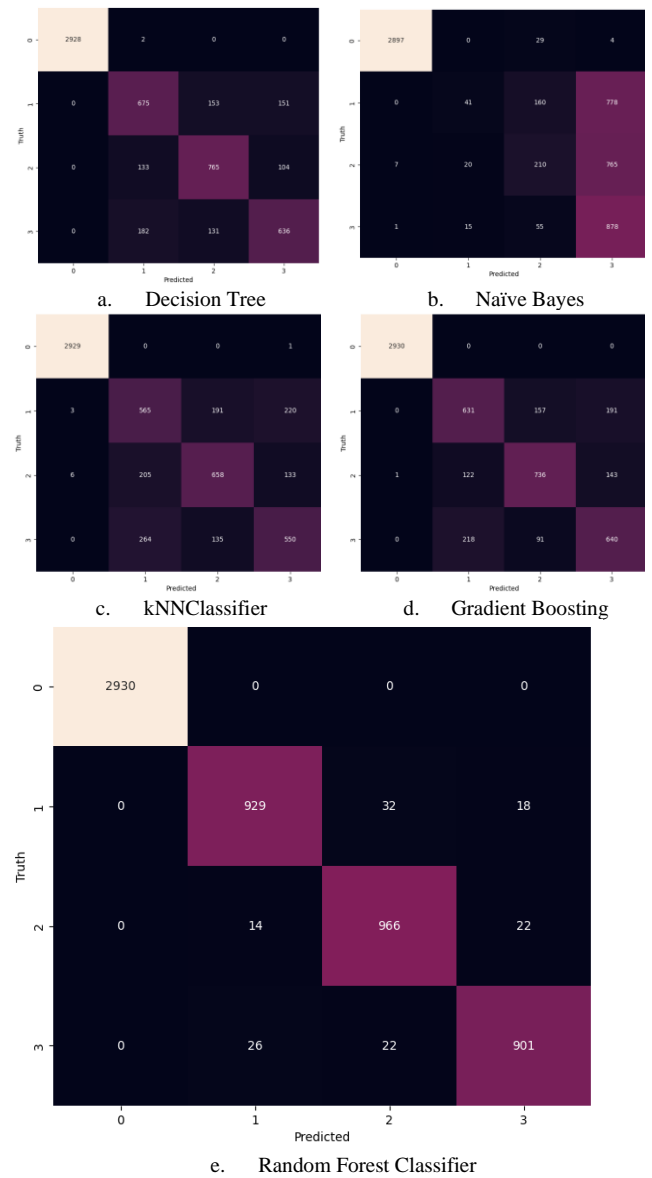 0 2928 2 0 0
1 0 675 153 151
Truth
2 0 133 765 104
3 0 182 131 636
0 1 2 3
Predicted
a. Decision Tree
0 2897 0 29 4
1 0 41 160 778
Truth
2 7 20 210 765
3 1 15 55 878
0 1 2 3
Predicted
b. Naïve Bayes
0 2929 0 0 1
1 3 565 191 220
Truth
2 6 205 658 133
3 0 264 135 550
0 1 2 3
Predicted
c. kNNClassifier
0 2930 0 0 0
1 0 631 157 191
Truth
2 1 122 736 143
3 0 218 91 640
0 1 2 3
Predicted
d. Gradient Boosting
0 2930 0 0 0
1 0 929 32 18
Truth
2 0 14 966 22
3 0 26 22 901
0 1 2 3
Predicted
e. Random Forest Classifier